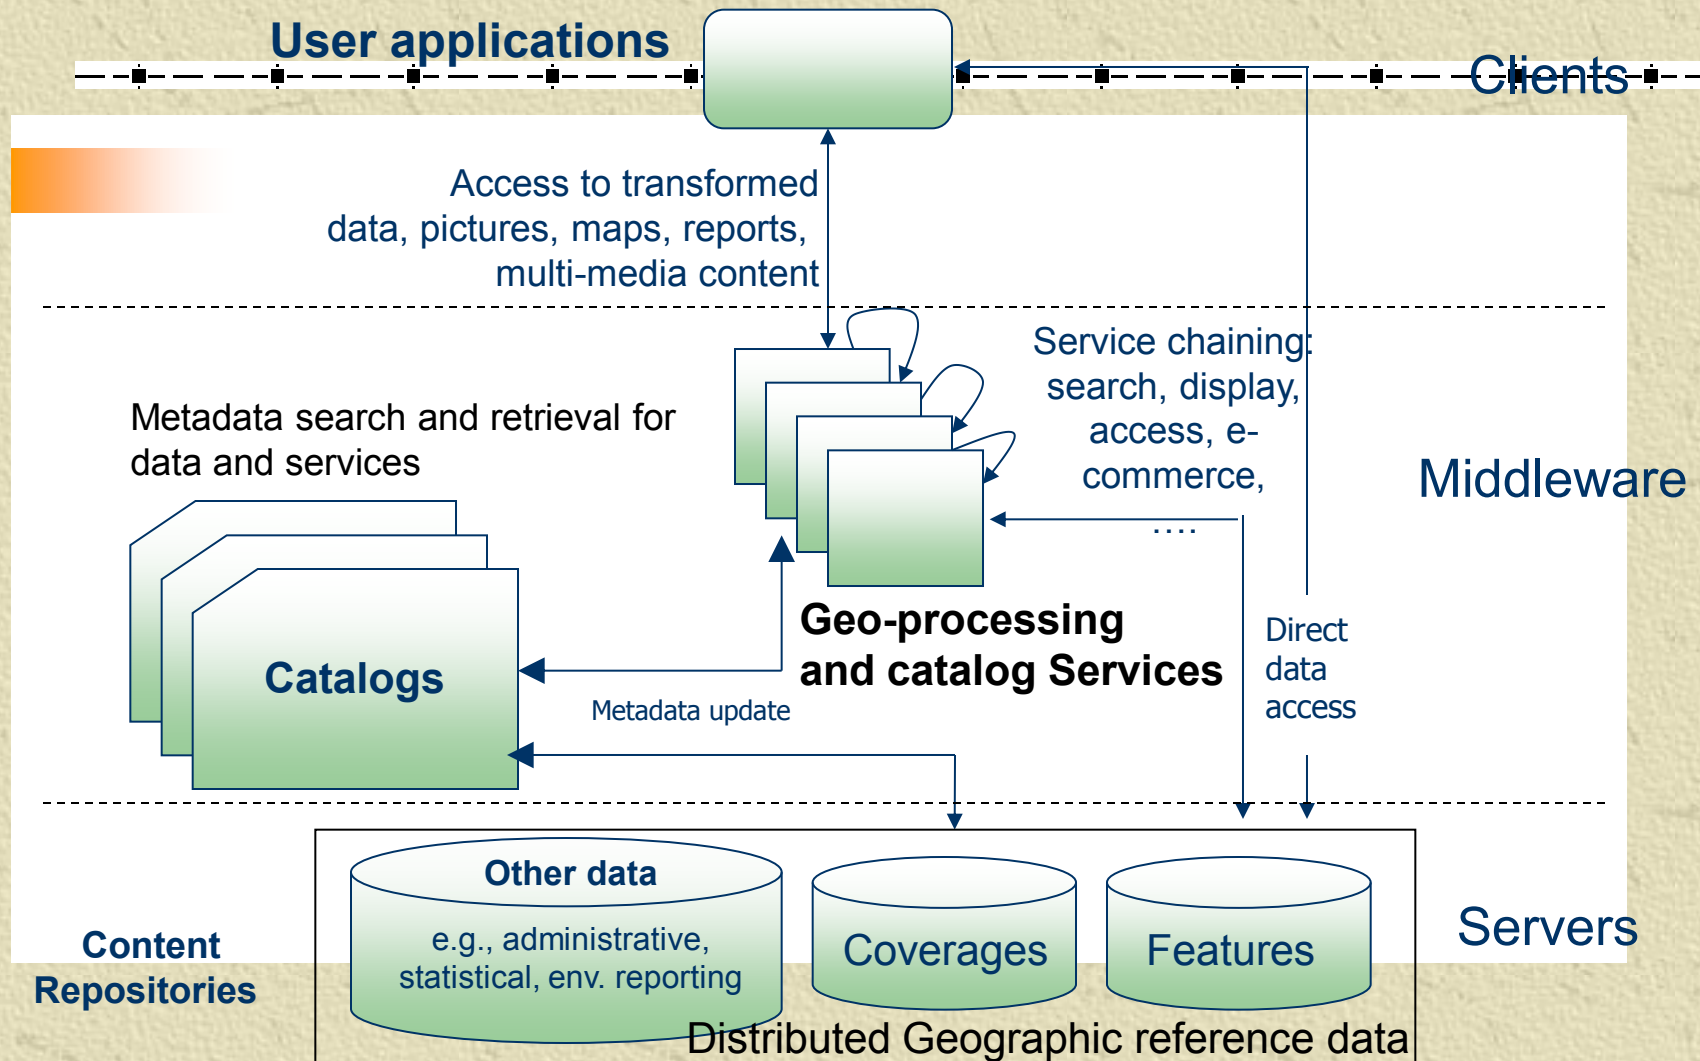 User applications
Clients
Access to transformed
data, pictures, maps, reports,
multi-media content
Service chaining:
search, display,
access, e-
commerce,
....
Metadata search and retrieval for
data and services
Middleware
Catalogs
Geo-processing
and catalog Services
Metadata update
Direct
data
access
Other data
e.g., administrative,
statistical, env. reporting
Coverages
Features
Servers
Content
Repositories
Distributed Geographic reference data